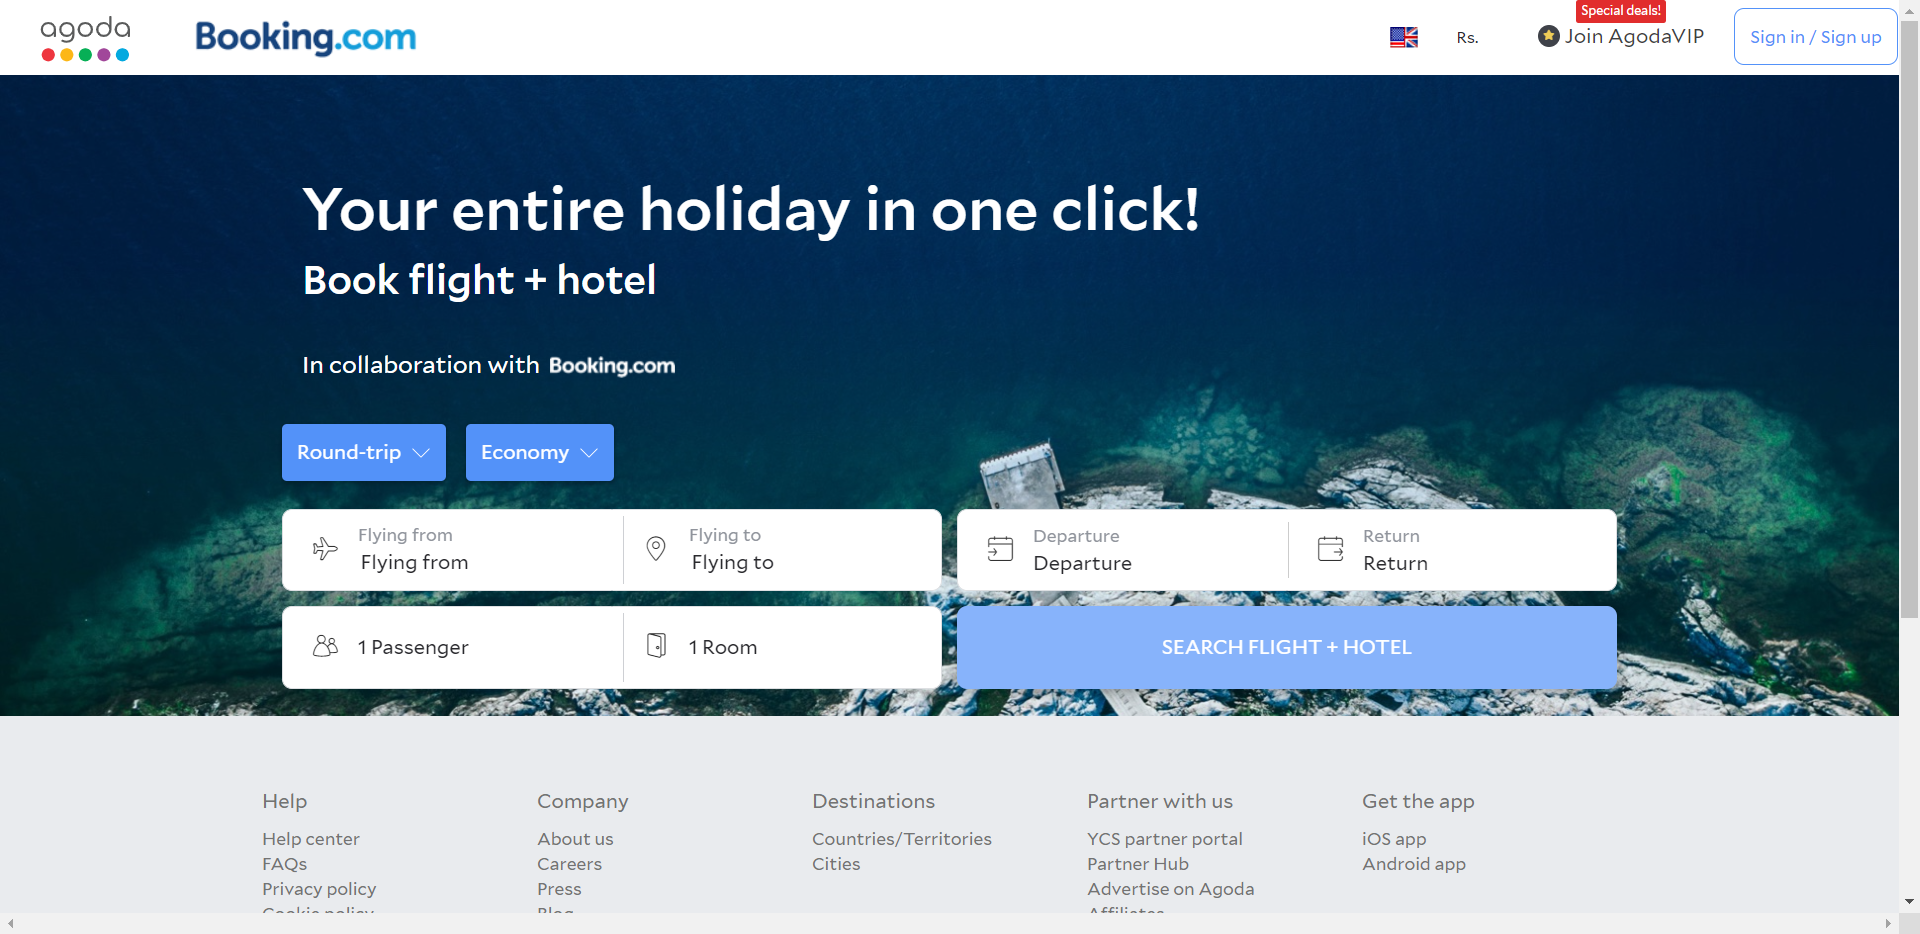 agoda
Booking.com
Rs.
Special deals!
Join AgodaVIP
Sign in / Sign up
Your entire holiday in one click!
Book flight + hotel
In collaboration with Booking.com
Round-trip
Economy
Flying from
Flying from
Flying to
Flying to
Departure
Departure
Return
Return
1 Passenger
1 Room
SEARCH FLIGHT + HOTEL
Help
Help center
FAQs
Privacy policy
Cookie policy
Company
About us
Careers
Press
Blog
Destinations
Countries/Territories
Cities
Partner with us
YCS partner portal
Partner Hub
Advertise on Agoda
Affiliates
Get the app
iOS app
Android app